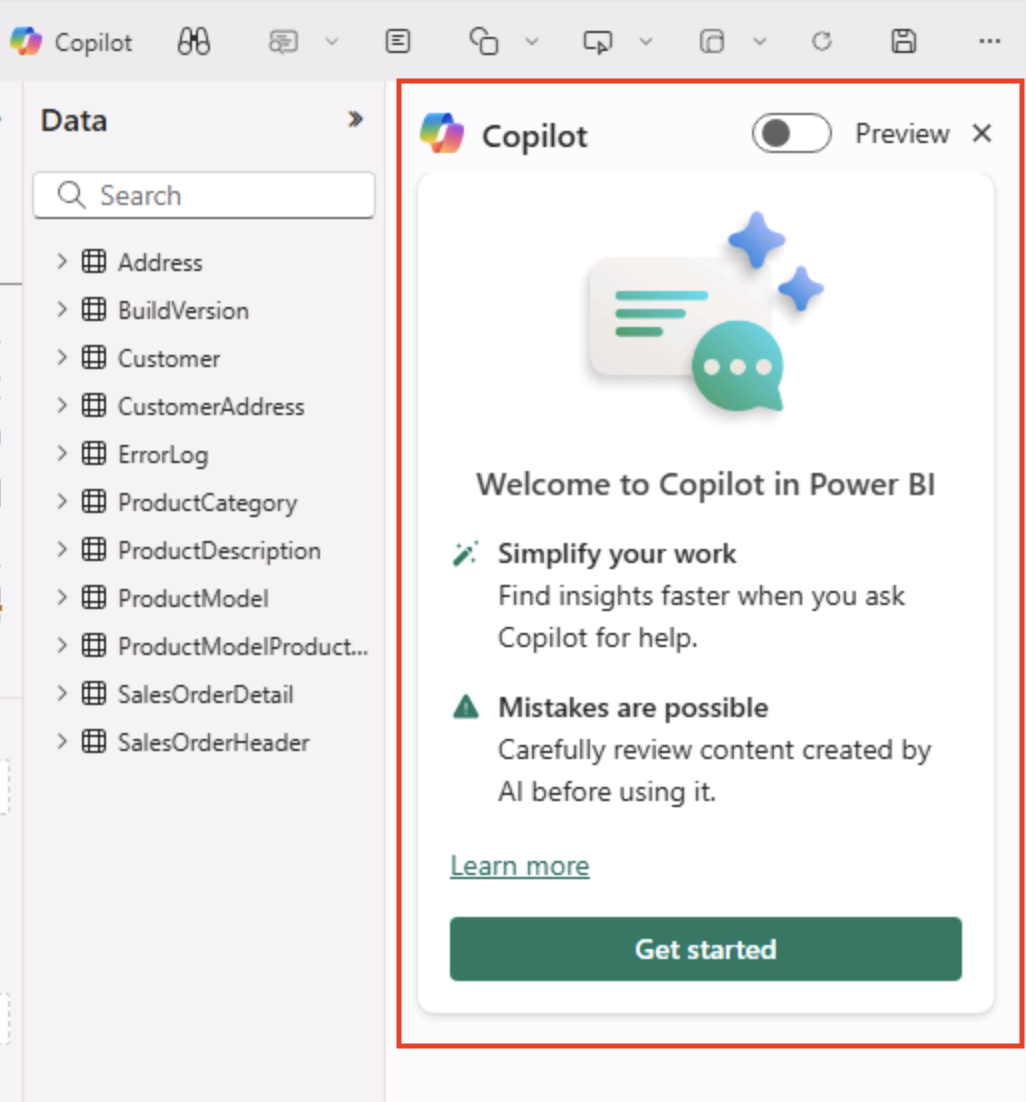 Copilot
Data
Search
Address
BuildVersion
Customer
CustomerAddress
ErrorLog
ProductCategory
ProductDescription
ProductModel
ProductModelProduct...
SalesOrderDetail
SalesOrderHeader
Copilot
Preview
Welcome to Copilot in Power BI
Simplify your work
Find insights faster when you ask
Copilot for help.
Mistakes are possible
Carefully review content created by
AI before using it.
Learn more
Get started